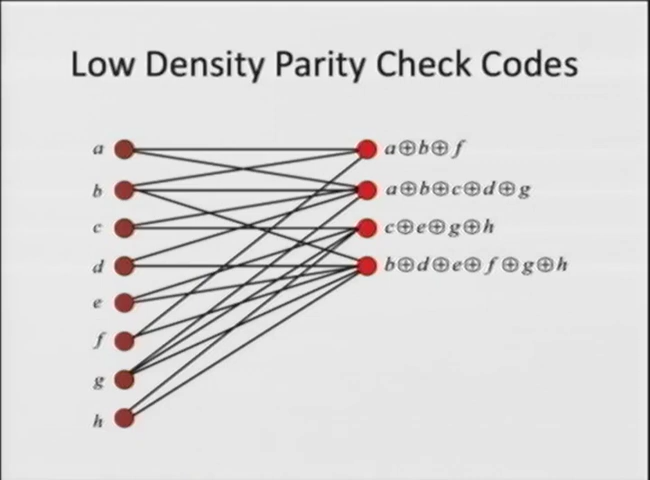 Low Density Parity Check Codes
a
a⊕b⊕f
b
a⊕b⊕c⊕d⊕g
c
c⊕e⊕g⊕h
d
b⊕d⊕e⊕f⊕g⊕h
e
f
g
h